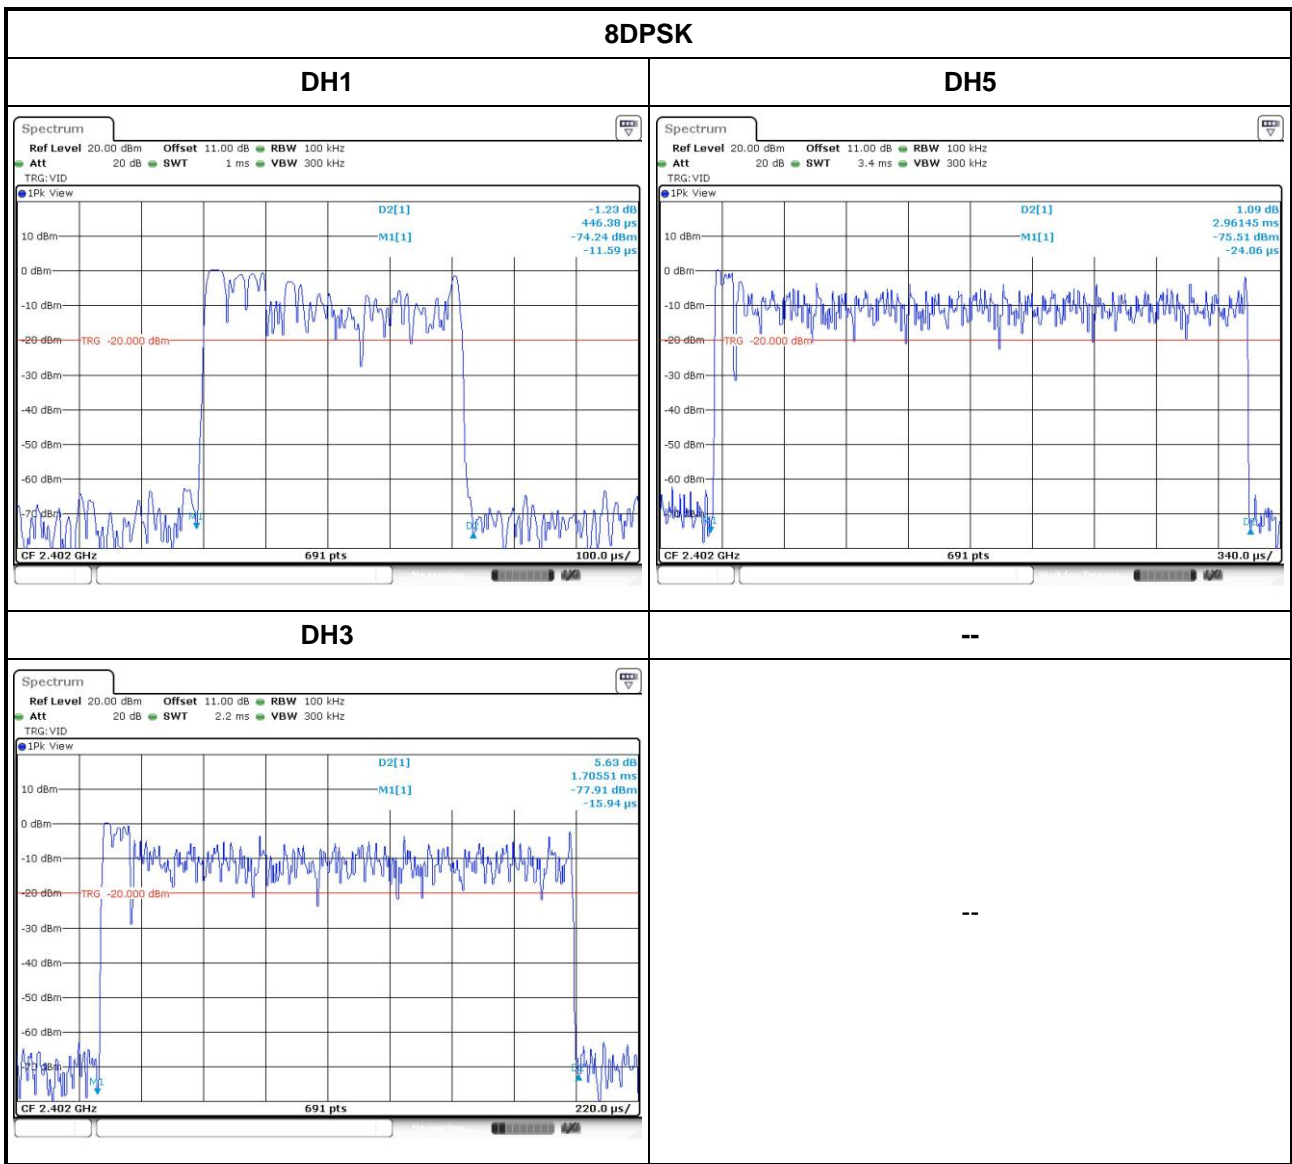 8DPSK
DH1
DH5
Spectrum
Ref Level 20.00 dBm Offset 11.00 dB RBW 100 kHz
Att 20 dB SWT 1 ms VBW 300 kHz
TRG:VID
1Pk View
D2[1] -1.23 dB
446.38 µs
M1[1] -74.24 dBm
-11.59 µs
10 dBm
0 dBm
-10 dBm
-20 dBm TRG -20.000 dBm
-30 dBm
-40 dBm
-50 dBm
-60 dBm
-70 dBm
CF 2.402 GHz 691 pts 100.0 µs/
Spectrum
Ref Level 20.00 dBm Offset 11.00 dB RBW 100 kHz
Att 20 dB SWT 3.4 ms VBW 300 kHz
TRG:VID
1Pk View
D2[1] 1.09 dB
2.96145 ms
M1[1] -75.51 dBm
-24.06 µs
10 dBm
0 dBm
-10 dBm
-20 dBm TRG -20.000 dBm
-30 dBm
-40 dBm
-50 dBm
-60 dBm
CF 2.402 GHz 691 pts 340.0 µs/
DH3
--
Spectrum
Ref Level 20.00 dBm Offset 11.00 dB RBW 100 kHz
Att 20 dB SWT 2.2 ms VBW 300 kHz
TRG:VID
1Pk View
D2[1] 5.63 dB
1.70551 ms
M1[1] -77.91 dBm
-15.94 µs
10 dBm
0 dBm
-10 dBm
-20 dBm TRG -20.000 dBm
-30 dBm
-40 dBm
-50 dBm
-60 dBm
-70 dBm
M1
CF 2.402 GHz 691 pts 220.0 µs/
--